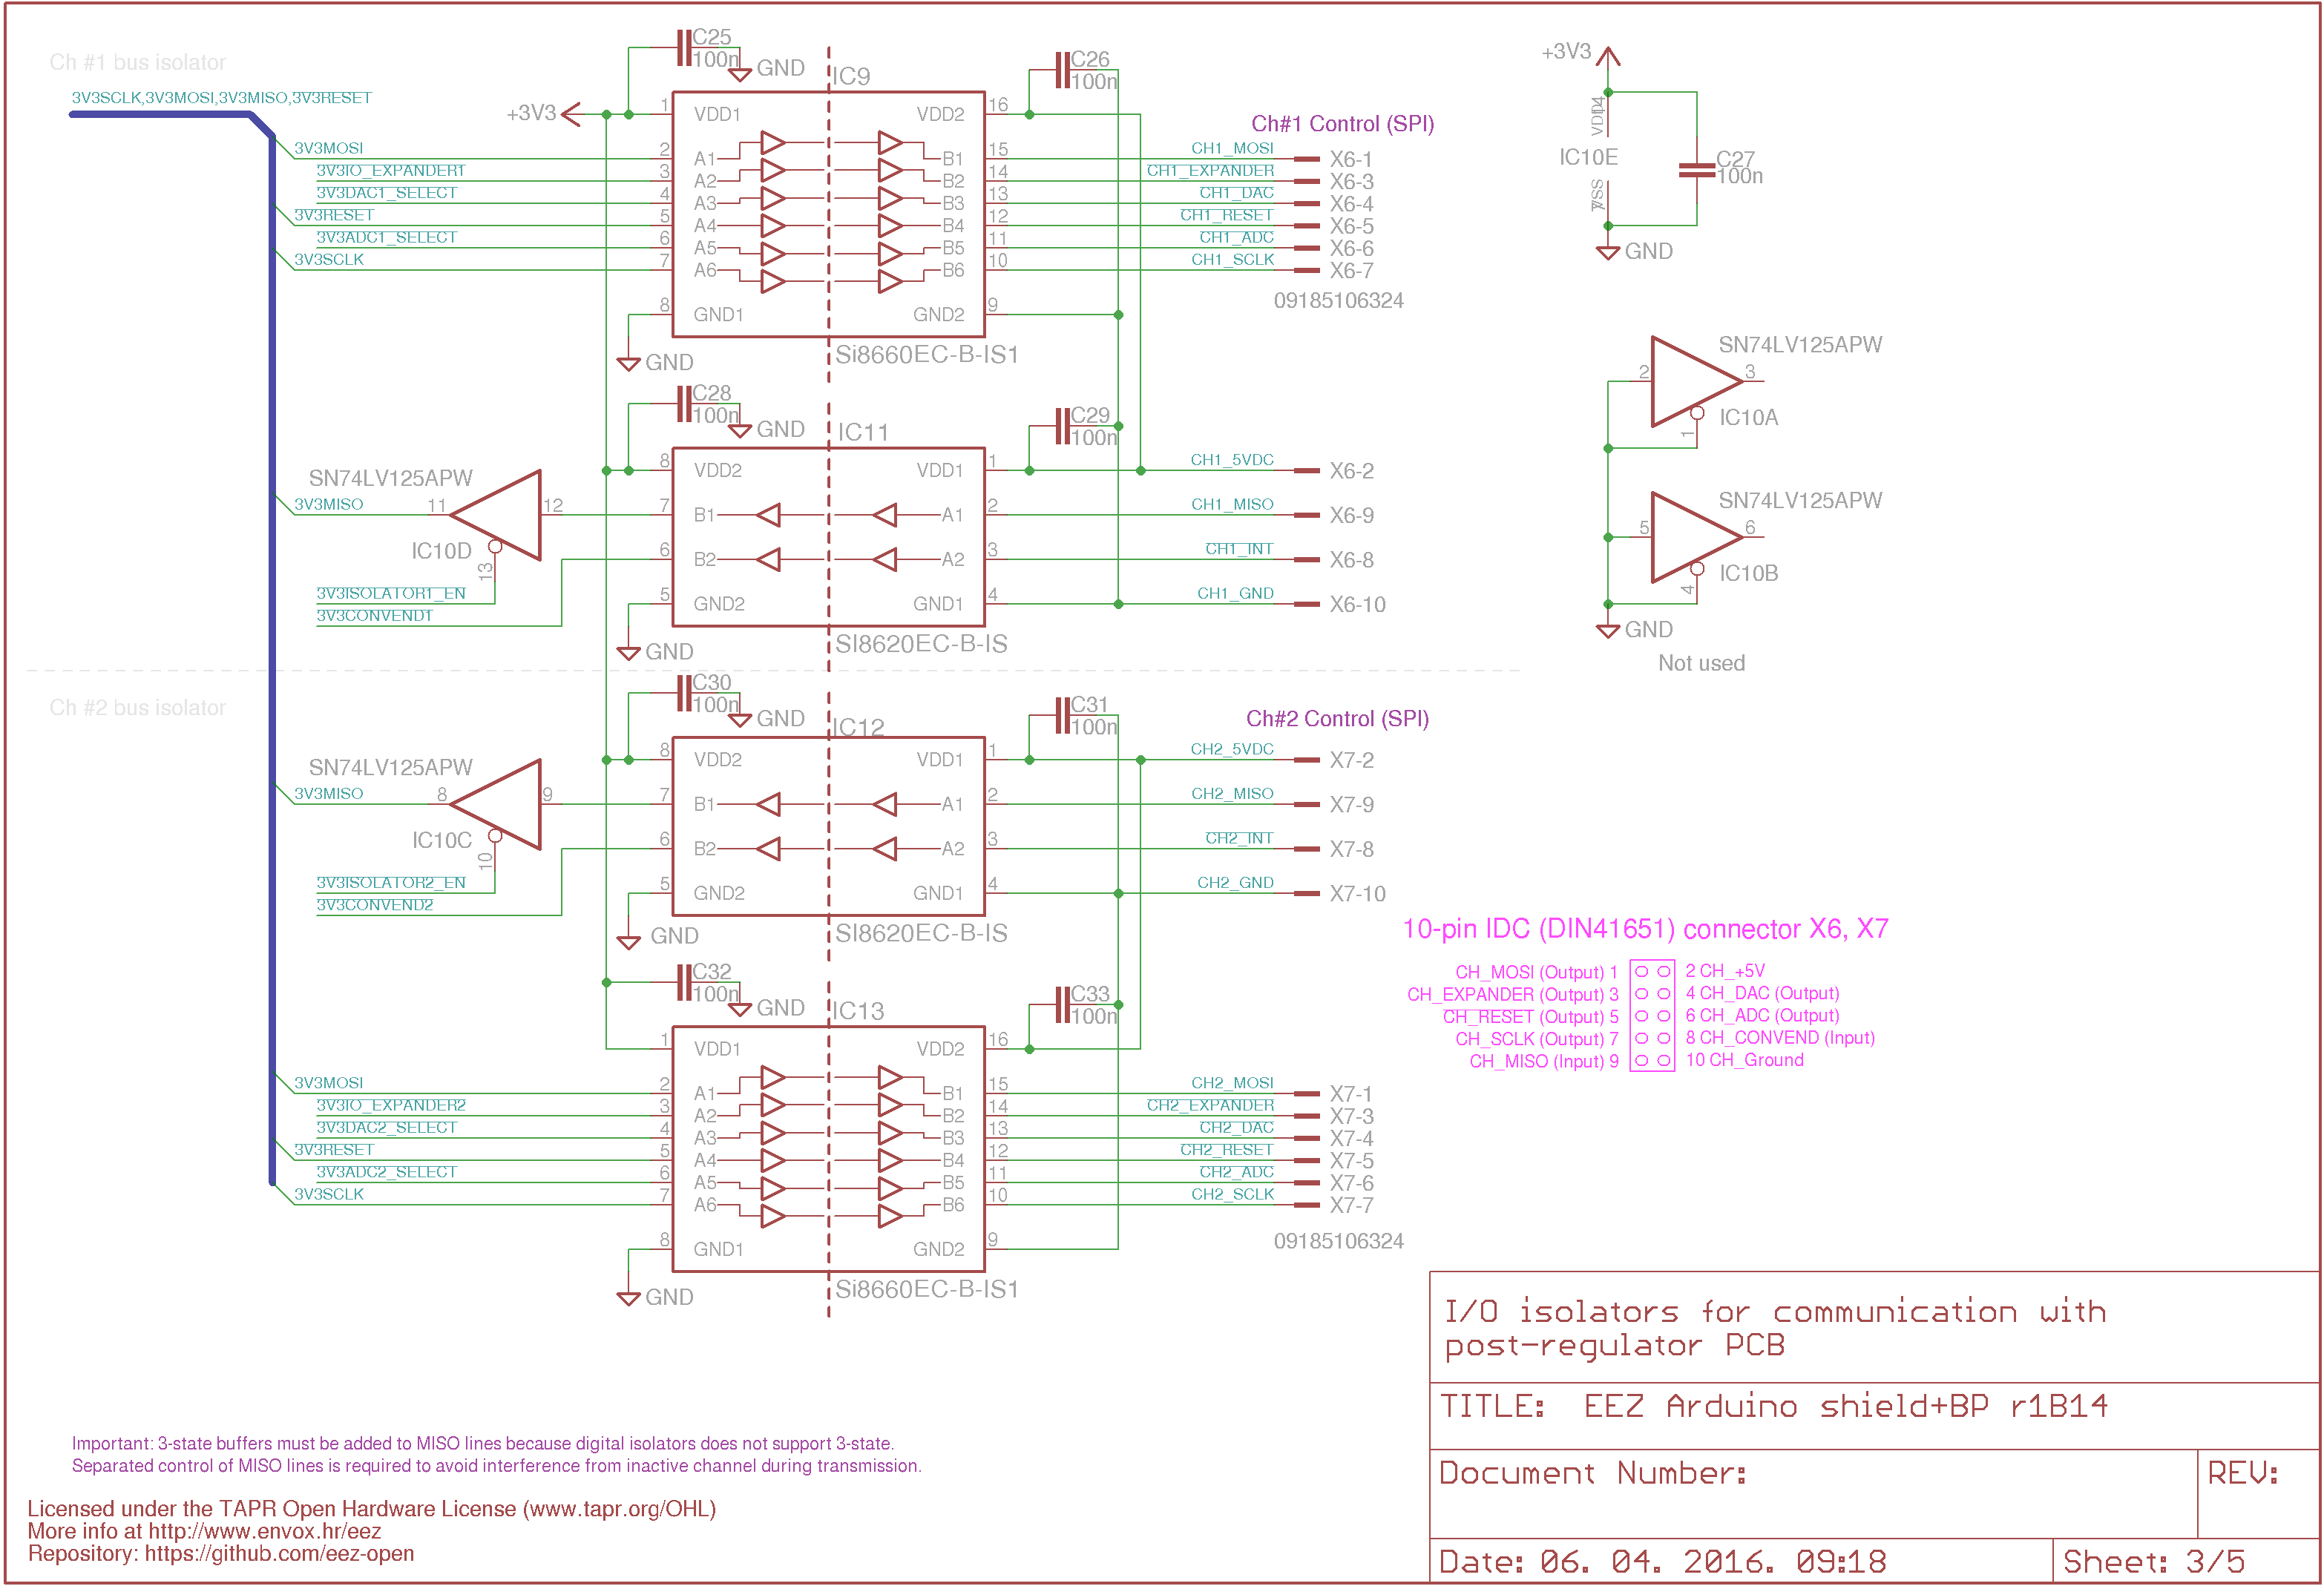 Ch #1 bus isolator
3V3SCLK,3V3MOSI,3V3MISO,3V3RESET
C25
100n
GND
+3V3
IC9
C26
100n
1 VDD1 VDD2 16
3V3MOSI 2 A1 B1 15 CH1_MOSI X6-1
3V3IO_EXPANDER1 3 A2 B2 14 CH1_EXPANDER X6-3
3V3DAC1_SELECT 4 A3 B3 13 CH1_DAC X6-4
3V3RESET 5 A4 B4 12 CH1_RESET X6-5
3V3ADC1_SELECT 6 A5 B5 11 CH1_ADC X6-6
3V3SCLK 7 A6 B6 10 CH1_SCLK X6-7
8 GND1 GND2 9
Ch#1 Control (SPI)
09185106324
GND
Si8660EC-B-IS1
+3V3
VDD
IC10E
VSS
C27
100n
GND
C28
100n
GND
IC11
C29
100n
8 VDD2 VDD1 1 CH1_5VDC X6-2
SN74LV125APW
3V3MISO 11 12 7 B1 A1 2 CH1_MISO X6-9
IC10D
13
6 B2 A2 3 CH1_INT X6-8
3V3ISOLATOR1_EN
3V3CONVEND1
5 GND2 GND1 4 CH1_GND X6-10
GND
SI8620EC-B-IS
SN74LV125APW
2 3
IC10A
1
SN74LV125APW
5 6
IC10B
4
GND
Not used
Ch #2 bus isolator
C30
100n
GND
IC12
C31
100n
Ch#2 Control (SPI)
8 VDD2 VDD1 1 CH2_5VDC X7-2
SN74LV125APW
3V3MISO 8 9 7 B1 A1 2 CH2_MISO X7-9
IC10C
10
6 B2 A2 3 CH2_INT X7-8
3V3ISOLATOR2_EN
3V3CONVEND2
5 GND2 GND1 4 CH2_GND X7-10
GND
SI8620EC-B-IS
C32
100n
GND
IC13
C33
100n
1 VDD1 VDD2 16
3V3MOSI 2 A1 B1 15 CH2_MOSI X7-1
3V3IO_EXPANDER2 3 A2 B2 14 CH2_EXPANDER X7-3
3V3DAC2_SELECT 4 A3 B3 13 CH2_DAC X7-4
3V3RESET 5 A4 B4 12 CH2_RESET X7-5
3V3ADC2_SELECT 6 A5 B5 11 CH2_ADC X7-6
3V3SCLK 7 A6 B6 10 CH2_SCLK X7-7
8 GND1 GND2 9
09185106324
GND
Si8660EC-B-IS1
10-pin IDC (DIN41651) connector X6, X7
CH_MOSI (Output) 1 2 CH_+5V
CH_EXPANDER (Output) 3 4 CH_DAC (Output)
CH_RESET (Output) 5 6 CH_ADC (Output)
CH_SCLK (Output) 7 8 CH_CONVEND (Input)
CH_MISO (Input) 9 10 CH_Ground
I/O isolators for communication with
post-regulator PCB
TITLE: EEZ Arduino shield+BP r1B14
Document Number:
REV:
Date: 06. 04. 2016. 09:18
Sheet: 3/5
Important: 3-state buffers must be added to MISO lines because digital isolators does not support 3-state.
Separated control of MISO lines is required to avoid interference from inactive channel during transmission.
Licensed under the TAPR Open Hardware License (www.tapr.org/OHL)
More info at http://www.envox.hr/eez
Repository: https://github.com/eez-open